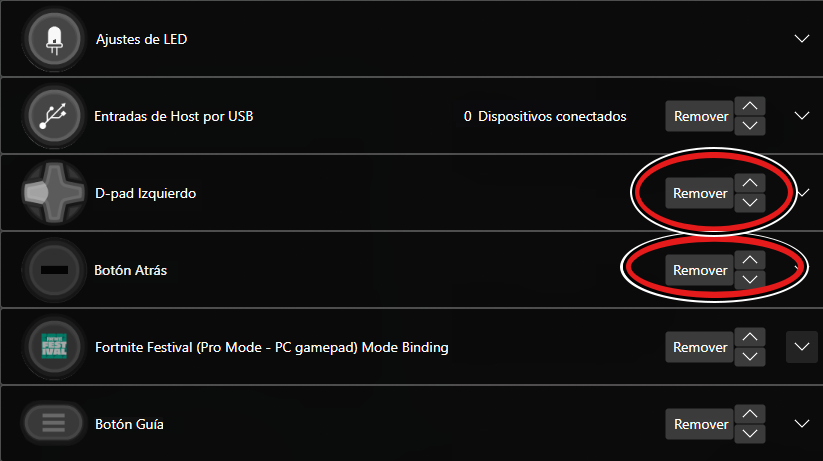 Ajustes de LED
Entradas de Host por USB 0 Dispositivos conectados Remover
D-pad Izquierdo Remover
Botón Atrás Remover
FESTIVAL
Fortnite Festival (Pro Mode - PC gamepad) Mode Binding Remover
Botón Guía Remover